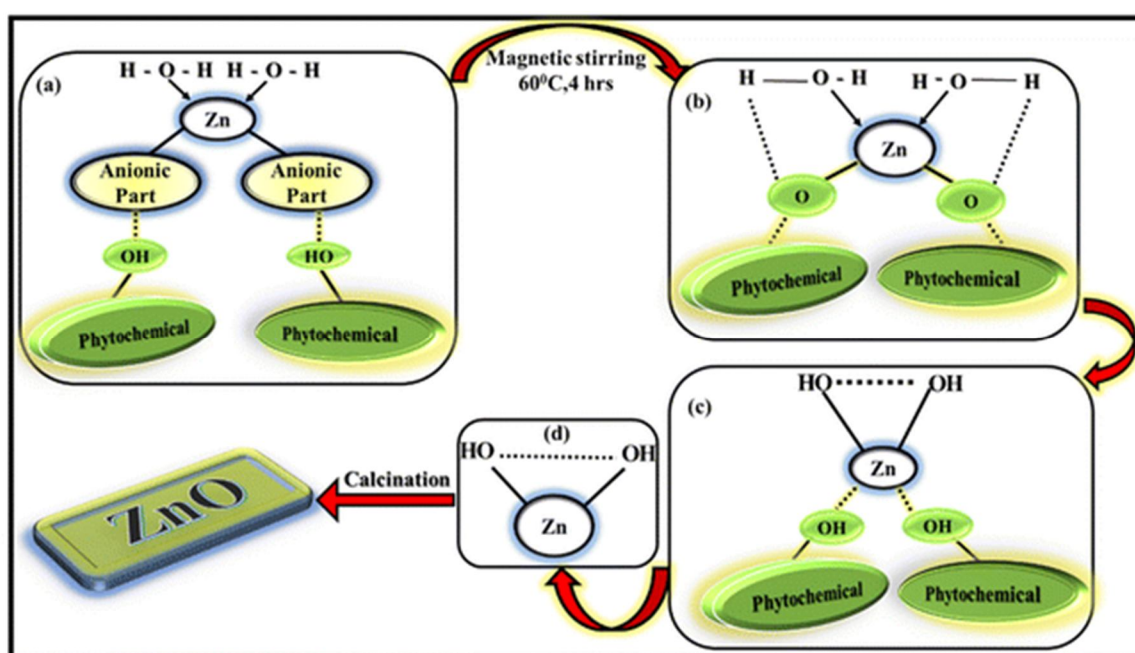 (a)
H - O - H H - O - H
Zn
Anionic
Part
Anionic
Part
OH
HO
Phytochemical
Phytochemical
Magnetic stirring
60⁰C,4 hrs
(b)
H — O - H
H - O — H
Zn
O
O
Phytochemical
Phytochemical
(c)
HO
OH
Zn
OH
OH
Phytochemical
Phytochemical
(d)
HO
OH
Zn
Calcination
ZnO